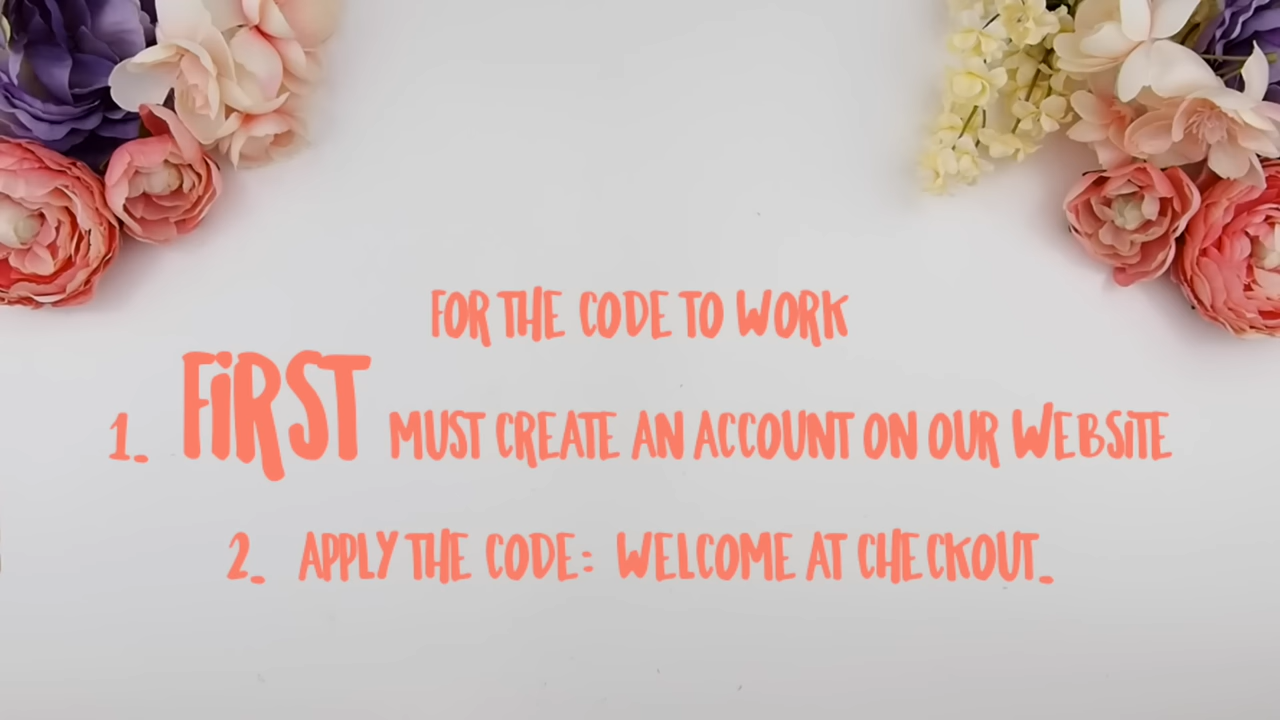 FOR THE CODE TO WORK
1. FiRST MUST CREATE AN ACCOUNT ON OUR WEBSiTE
2. APPLY THE CODE: WELCOME AT CHECKOUT.